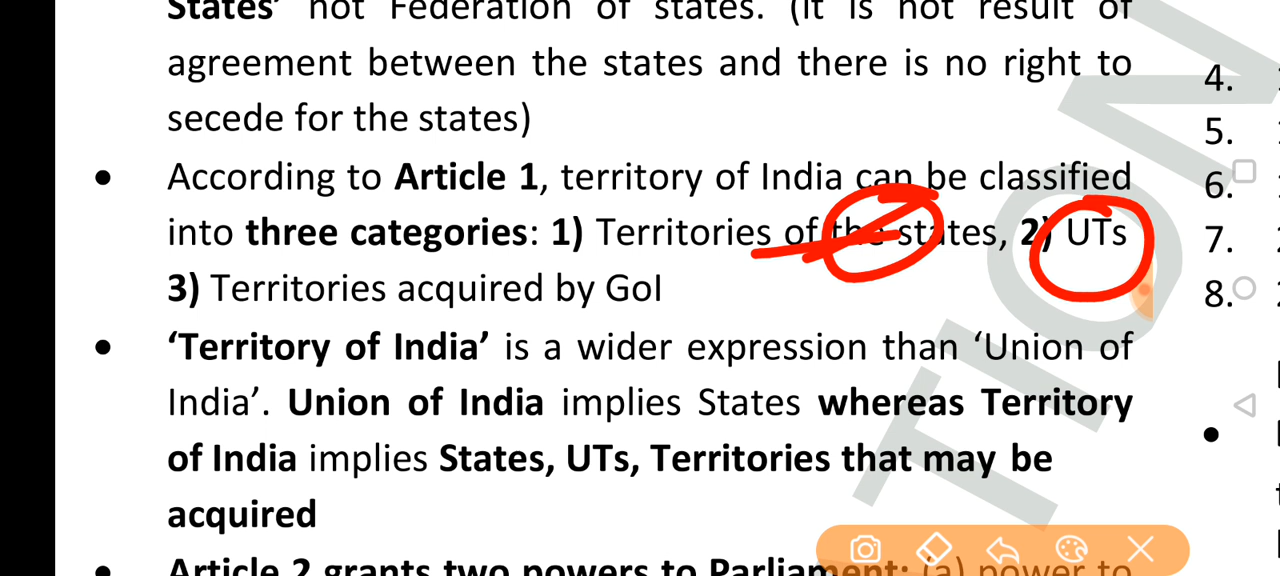 States’ not Federation of states. (It is not result of
agreement between the states and there is no right to
secede for the states)
• According to Article 1, territory of India can be classified
into three categories: 1) Territories of the states, 2) UTs
3) Territories acquired by GoI
• ‘Territory of India’ is a wider expression than ‘Union of
India’. Union of India implies States whereas Territory
of India implies States, UTs, Territories that may be
acquired
• Article 2 grants two powers to Parliament: (a) power to
4.
5.
6.
7.
8.
•
TION